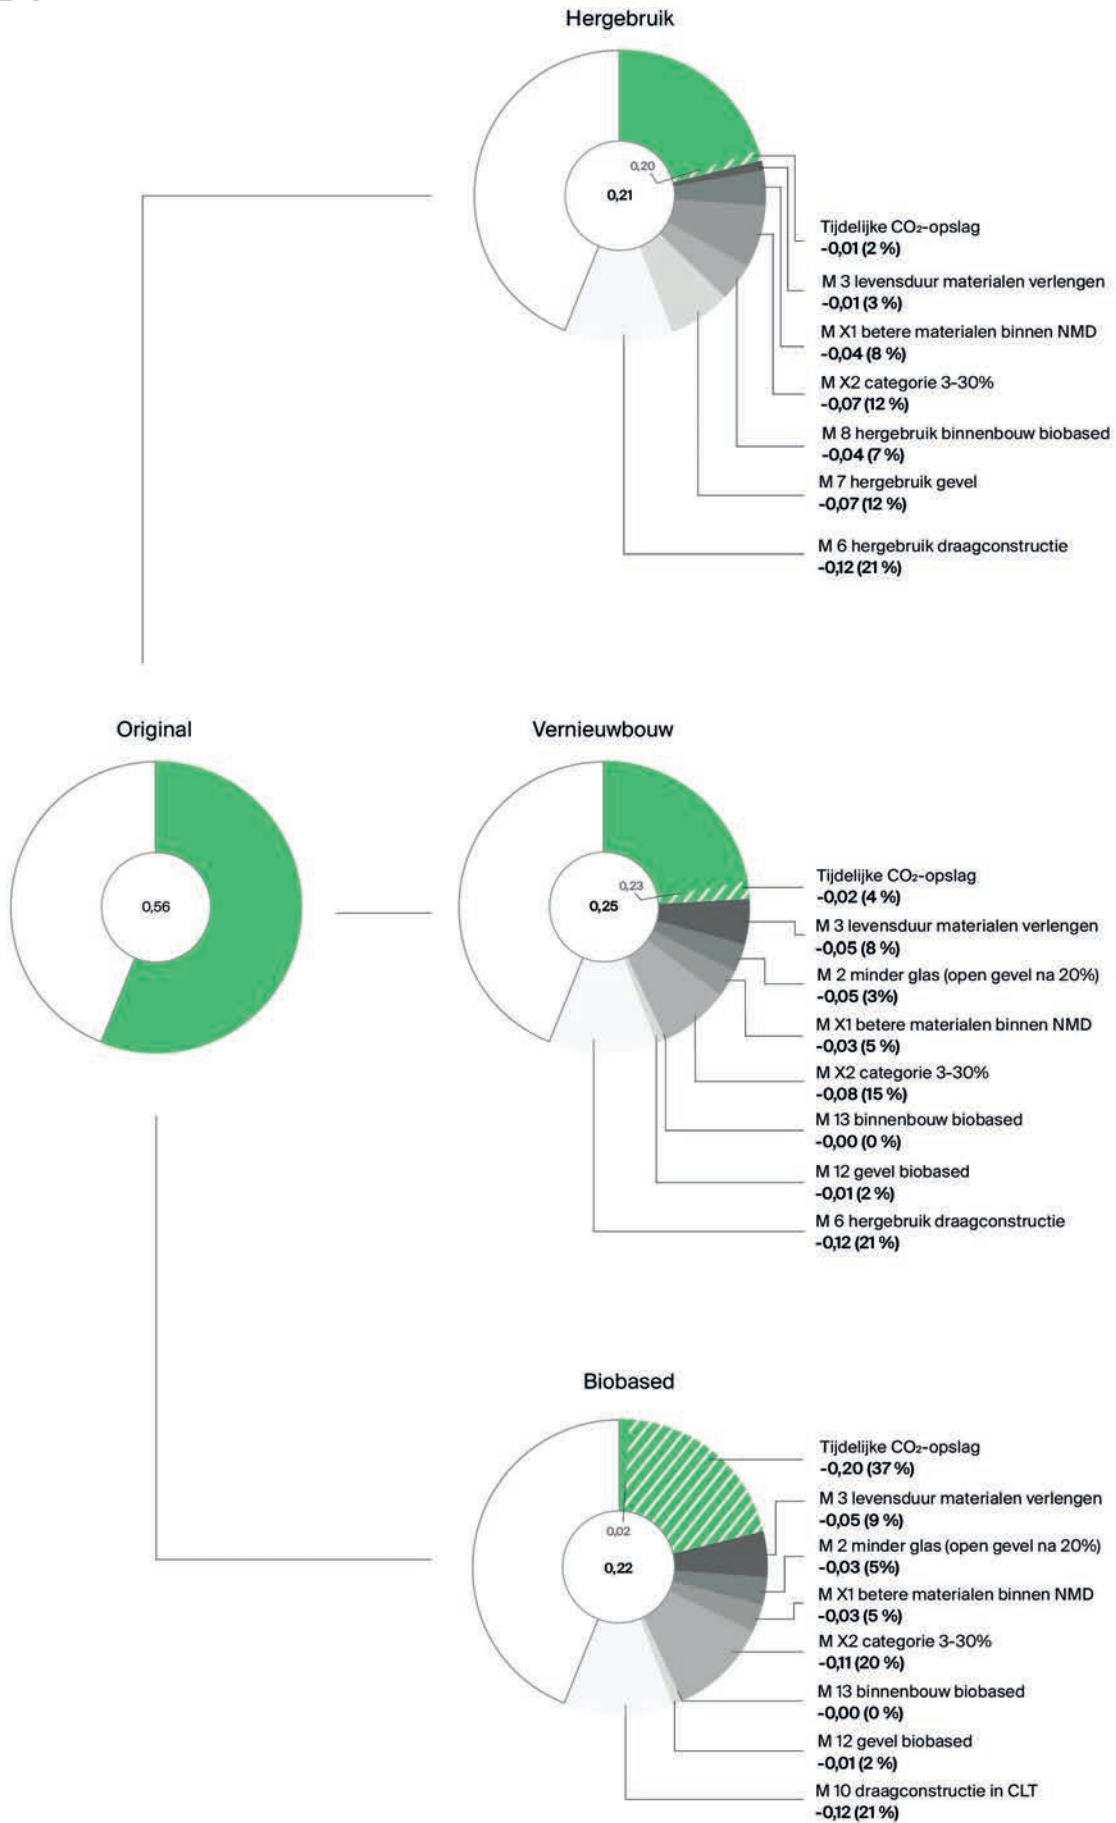 Hergebruik
0,20
0,21
Tijdelijke CO₂-opslag
-0,01 (2 %)
M 3 levensduur materialen verlengen
-0,01 (3 %)
M X1 betere materialen binnen NMD
-0,04 (8 %)
M X2 categorie 3-30%
-0,07 (12 %)
M 8 hergebruik binnenbouw biobased
-0,04 (7 %)
M 7 hergebruik gevel
-0,07 (12 %)
M 6 hergebruik draagconstructie
-0,12 (21 %)
Original
0,56
Vernieuwbouw
0,23
0,25
Tijdelijke CO₂-opslag
-0,02 (4 %)
M 3 levensduur materialen verlengen
-0,05 (8 %)
M 2 minder glas (open gevel na 20%)
-0,05 (3%)
M X1 betere materialen binnen NMD
-0,03 (5 %)
M X2 categorie 3-30%
-0,08 (15 %)
M 13 binnenbouw biobased
-0,00 (0 %)
M 12 gevel biobased
-0,01 (2 %)
M 6 hergebruik draagconstructie
-0,12 (21 %)
Biobased
0,02
0,22
Tijdelijke CO₂-opslag
-0,20 (37 %)
M 3 levensduur materialen verlengen
-0,05 (9 %)
M 2 minder glas (open gevel na 20%)
-0,03 (5%)
M X1 betere materialen binnen NMD
-0,03 (5 %)
M X2 categorie 3-30%
-0,11 (20 %)
M 13 binnenbouw biobased
-0,00 (0 %)
M 12 gevel biobased
-0,01 (2 %)
M 10 draagconstructie in CLT
-0,12 (21 %)